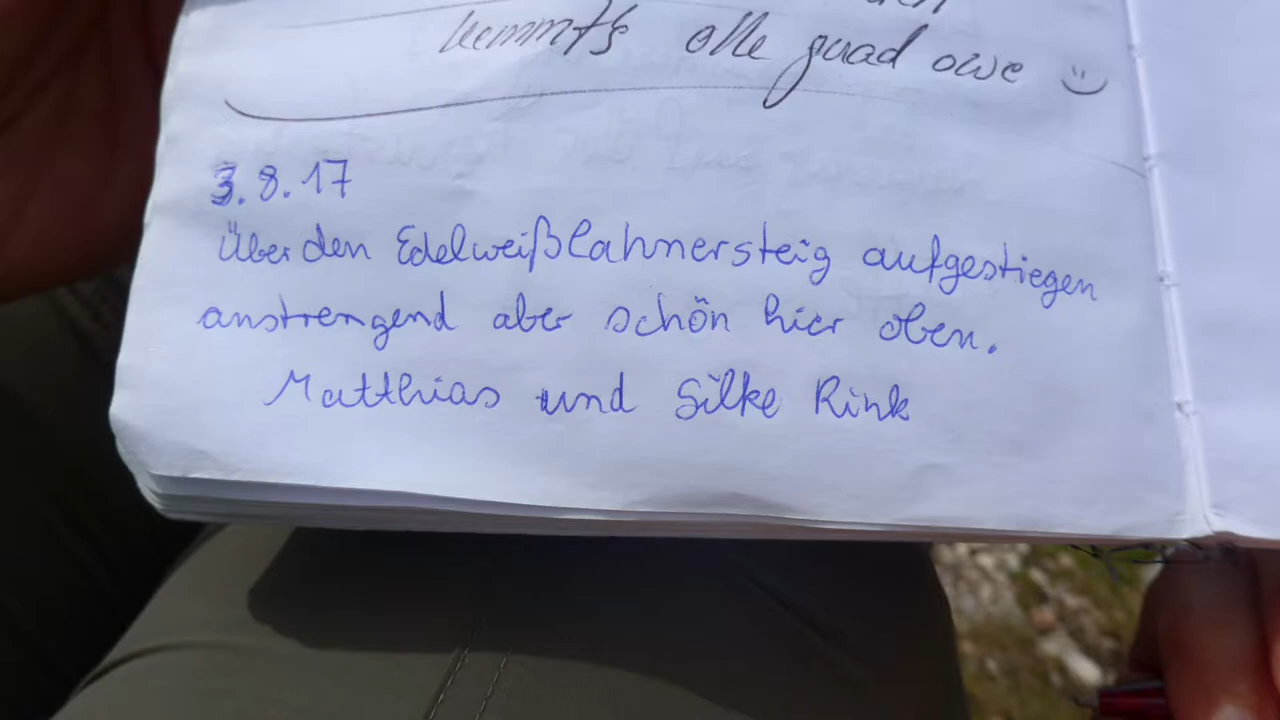 kemmt's olle guad owe
3.8.17
Über den Edelweißlahnersteig aufgestiegen
anstrengend aber schön hier oben.
Matthias und Silke Rink